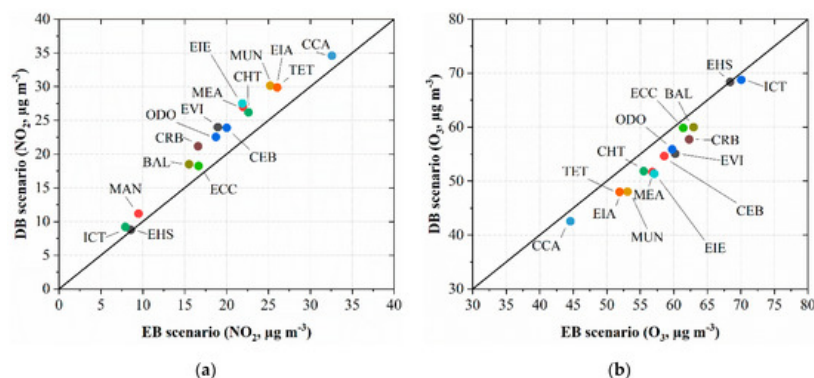 40
35
30
25
20
15
10
5
0
DB scenario (NO₂, µg m⁻³)
CCA
MUN
EIA
EIE
TET
CHT
MEA
EVI
ODO
CRB
CEB
BAL
ECC
MAN
ICT
EHS
0 5 10 15 20 25 30 35 40
EB scenario (NO₂, µg m⁻³)
(a)
80
70
60
50
40
30
DB scenario (O₃, µg m⁻³)
EHS
ICT
ECC
BAL
ODO
CRB
CHT
EVI
TET
MEA
CEB
EIA
MUN
EIE
CCA
30 35 40 45 50 55 60 65 70 75 80
EB scenario (O₃, µg m⁻³)
(b)